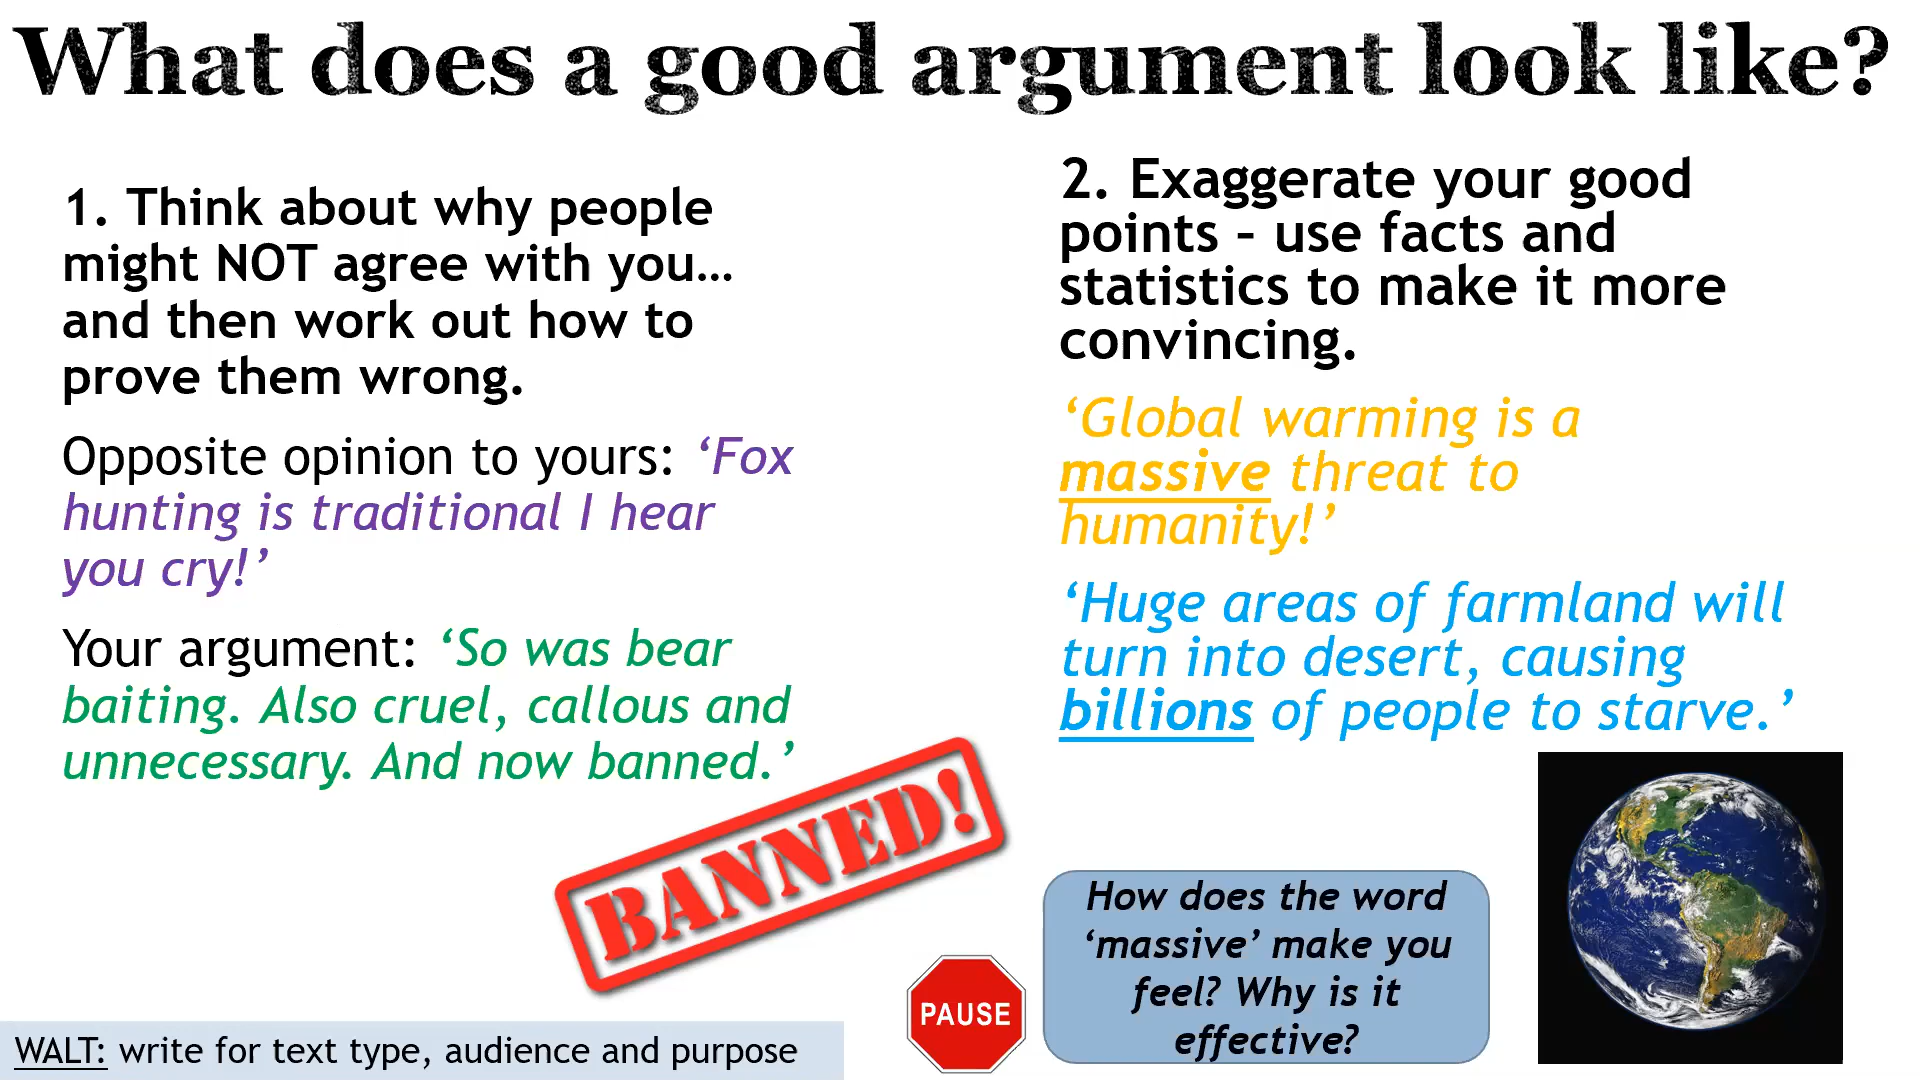 What does a good argument look like?
1. Think about why people
might NOT agree with you…
and then work out how to
prove them wrong.
Opposite opinion to yours: ‘Fox
hunting is traditional I hear
you cry!’
Your argument: ‘So was bear
baiting. Also cruel, callous and
unnecessary. And now banned.’
BANNED!
2. Exaggerate your good
points – use facts and
statistics to make it more
convincing.
‘Global warming is a
massive threat to
humanity!’
‘Huge areas of farmland will
turn into desert, causing
billions of people to starve.’
PAUSE
How does the word
‘massive’ make you
feel? Why is it
effective?
WALT: write for text type, audience and purpose